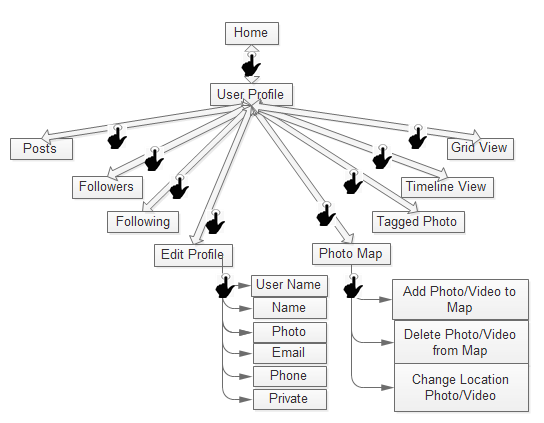 Home
User Profile
Posts
Grid View
Followers
Timeline View
Following
Tagged Photo
Edit Profile
Photo Map
User Name
Name
Photo
Email
Phone
Private
Add Photo/Video to
Map
Delete Photo/Video
from Map
Change Location
Photo/Video